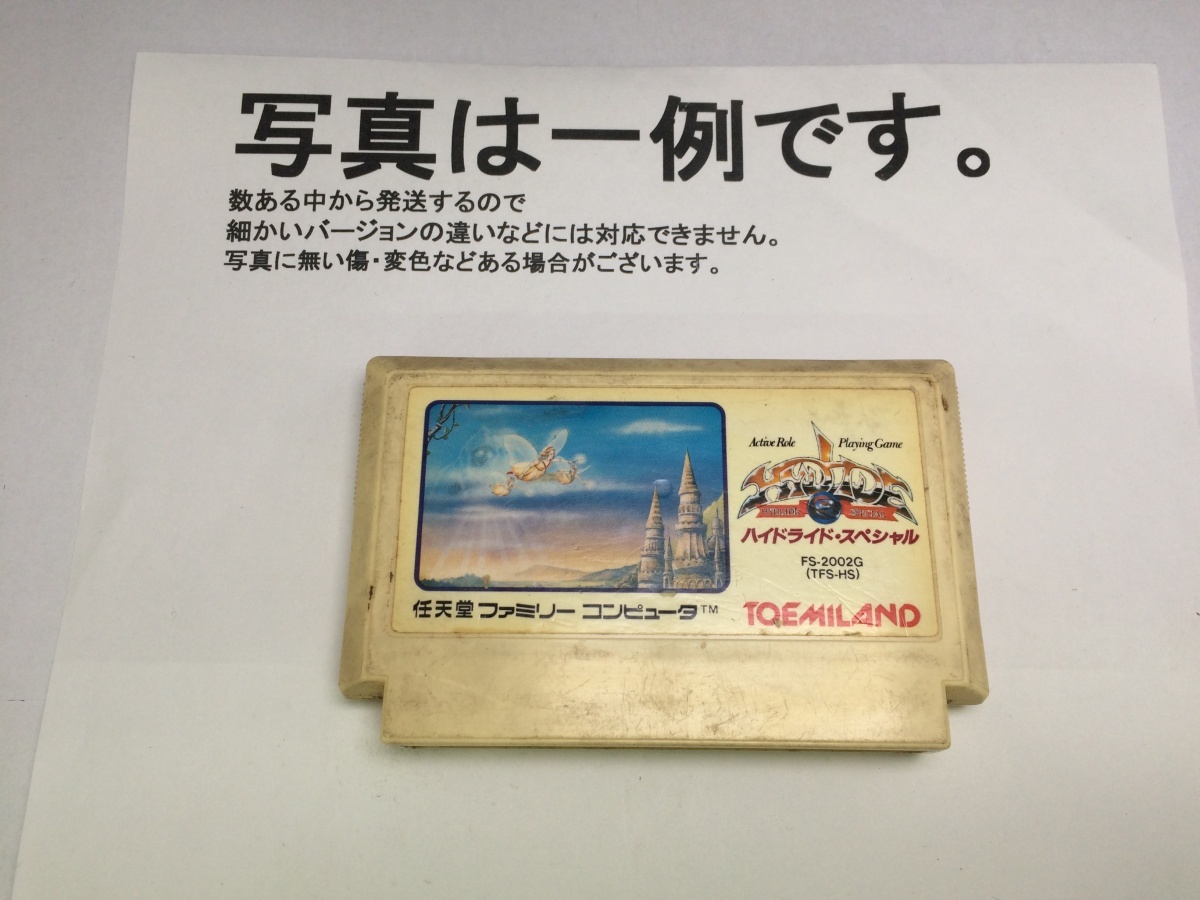 写真は一例です。
数ある中から発送するので
細かいバージョンの違いなどには対応できません。
写真に無い傷・変色などある場合がございます。
Active Role Playing Game
HYDLIDE
HYDLIDE SPECIAL
ハイドライド・スペシャル
FS-2002G
(TFS-HS)
任天堂 ファミリー コンピュータ™
TOEMILAND